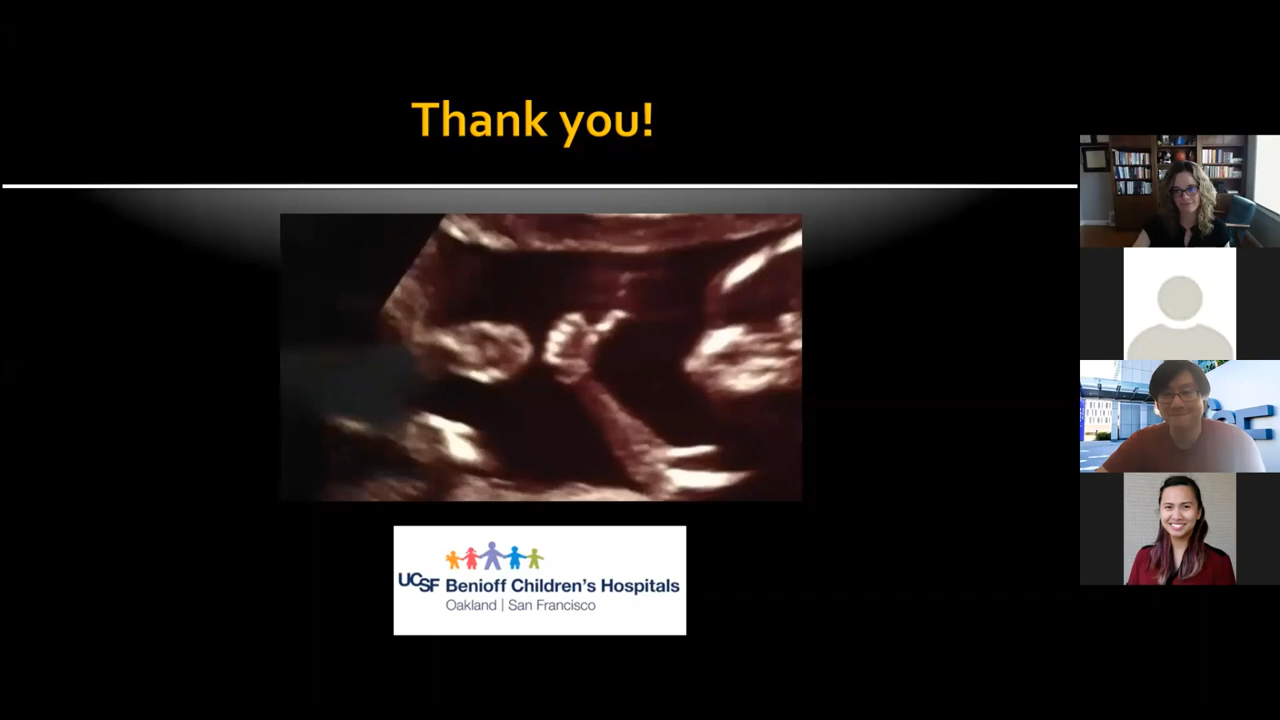 Thank you!
UCSF Benioff Children's Hospitals
Oakland | San Francisco